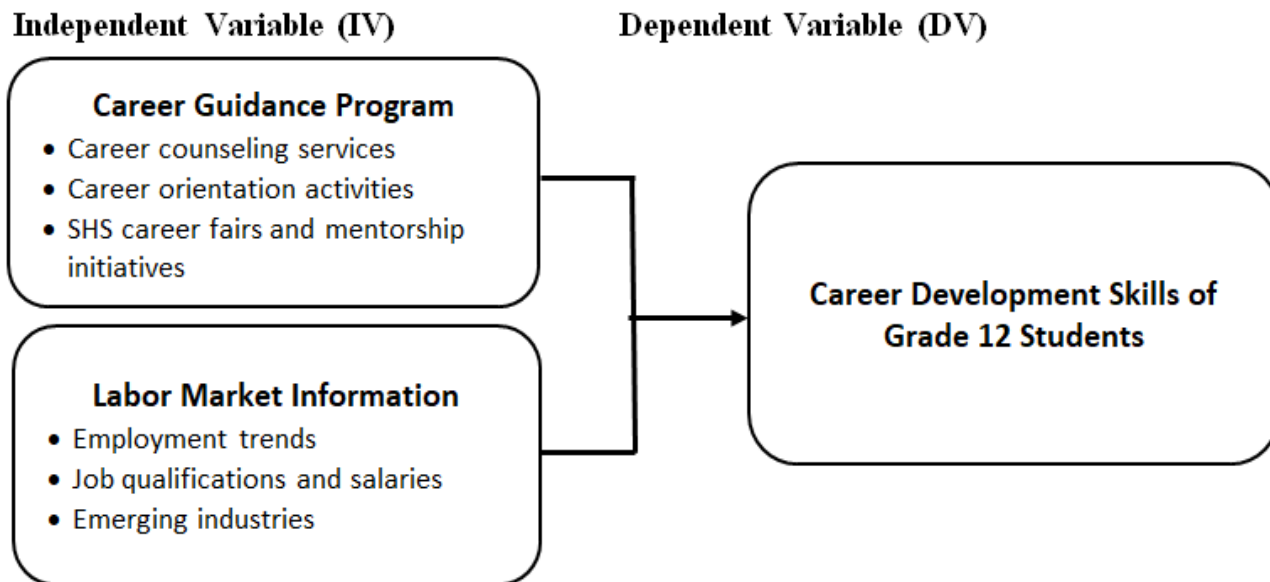 Independent Variable (IV)
Dependent Variable (DV)
Career Guidance Program
• Career counseling services
• Career orientation activities
• SHS career fairs and mentorship
initiatives
Labor Market Information
• Employment trends
• Job qualifications and salaries
• Emerging industries
Career Development Skills of
Grade 12 Students